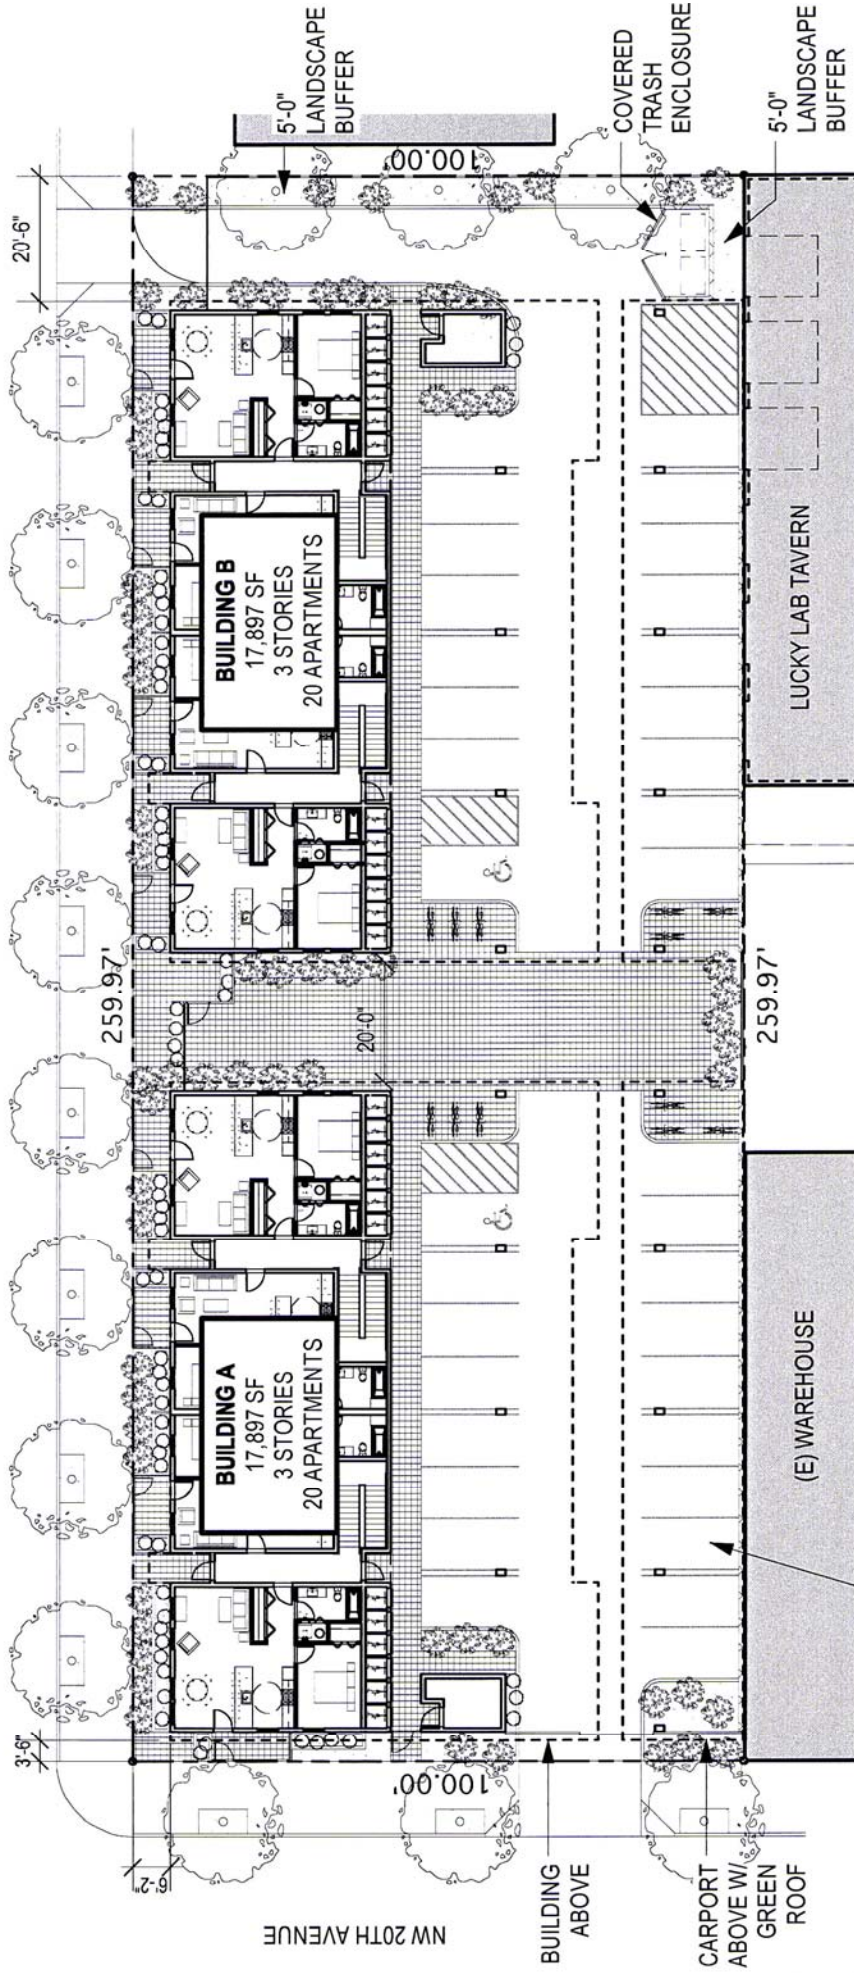 20'-6"
5'-0"
LANDSCAPE
BUFFER
100.00'
COVERED
TRASH
ENCLOSURE
5'-0"
LANDSCAPE
BUFFER
BUILDING B
17,897 SF
3 STORIES
20 APARTMENTS
LUCKY LAB TAVERN
259.97'
20'-0"
259.97'
BUILDING A
17,897 SF
3 STORIES
20 APARTMENTS
(E) WAREHOUSE
3'-6"
100.00'
6'-2"
NW 20TH AVENUE
BUILDING
ABOVE
CARPORT
ABOVE W/
GREEN
ROOF